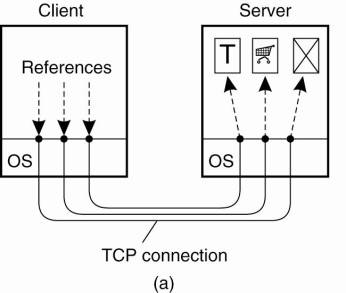 Client
Server
References
T
OS
OS
TCP connection
(a)